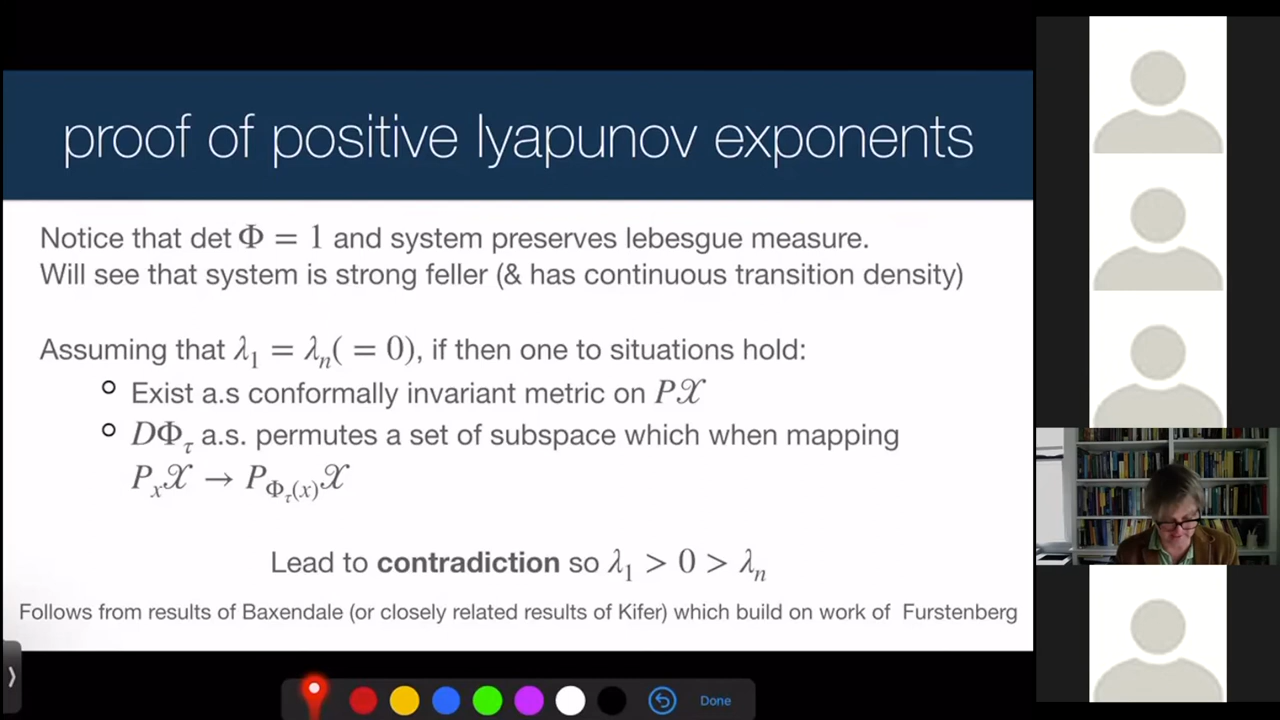 proof of positive lyapunov exponents
Notice that det Φ = 1 and system preserves lebesgue measure.
Will see that system is strong feller (& has continuous transition density)
Assuming that λ₁ = λₙ( = 0), if then one to situations hold:
Exist a.s conformally invariant metric on P𝒳
DΦ_τ a.s. permutes a set of subspace which when mapping
P_x𝒳 → P_{Φ_τ(x)}𝒳
Lead to contradiction so λ₁ > 0 > λₙ
Follows from results of Baxendale (or closely related results of Kifer) which build on work of Furstenberg
Done